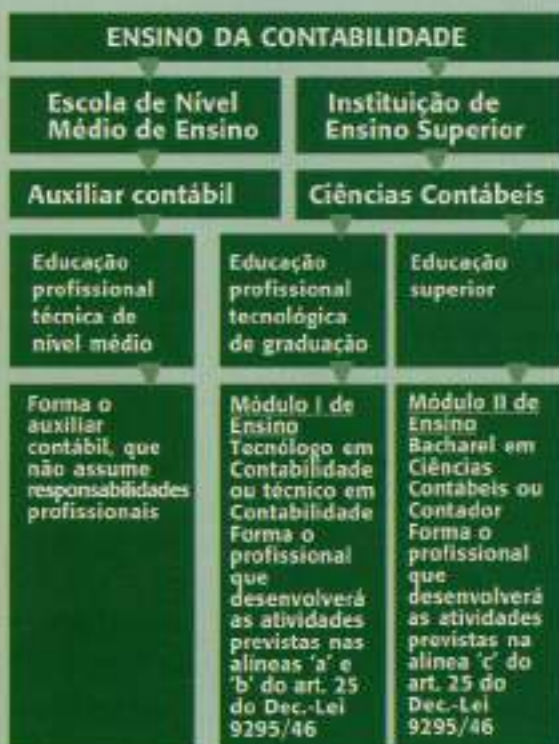 ENSINO DA CONTABILIDADE
Escola de Nível
Médio de Ensino
Instituição de
Ensino Superior
Auxiliar contábil
Ciências Contábeis
Educação
profissional
técnica de
nível médio
Educação
profissional
tecnológica
de graduação
Educação
superior
Forma o
auxiliar
contábil, que
não assume
responsabilidades
profissionais
Módulo I de
Ensino
Tecnólogo em
Contabilidade
ou técnico em
Contabilidade
Forma o
profissional
que
desenvolverá
as atividades
previstas nas
alíneas 'a' e
'b' do art. 25
do Dec.-Lei
9295/46
Módulo II de
Ensino
Bacharel em
Ciências
Contábeis ou
Contador
Forma o
profissional
que
desenvolverá
as atividades
previstas na
alínea 'c' do
art. 25 do
Dec.-Lei
9295/46